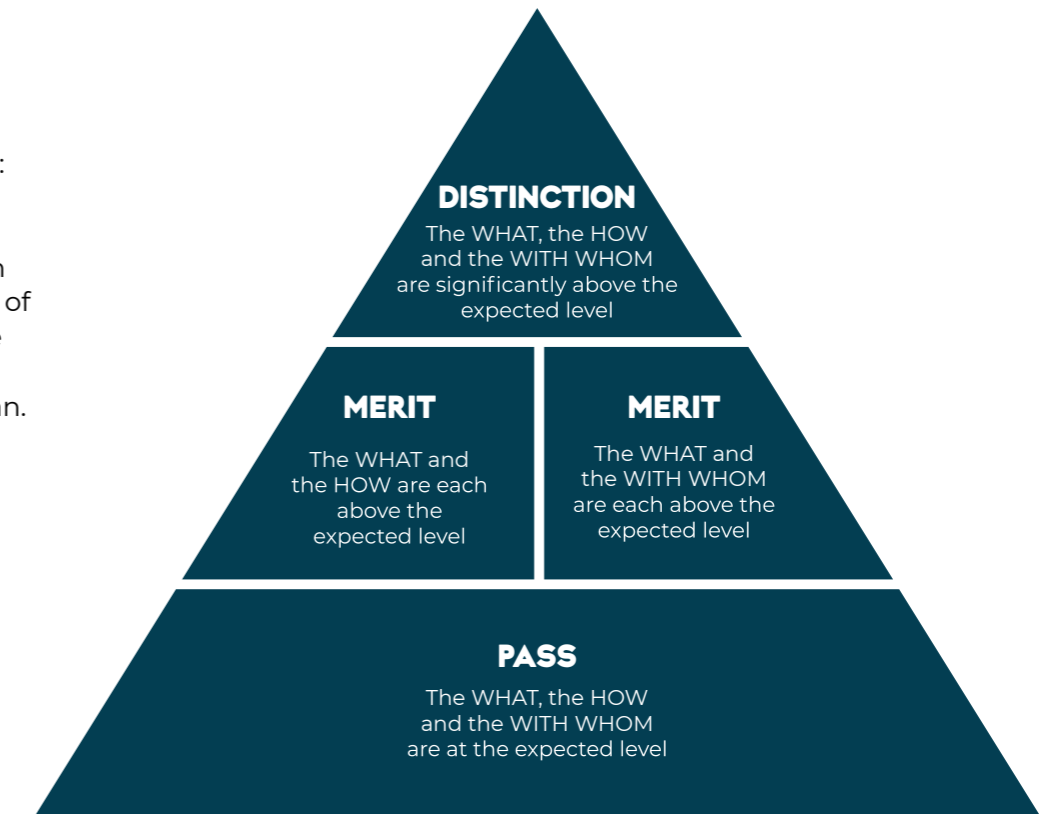 :
of
an.
DISTINCTION
The WHAT, the HOW
and the WITH WHOM
are significantly above the
expected level
MERIT
The WHAT and
the HOW are each
above the
expected level
MERIT
The WHAT and
the WITH WHOM
are each above the
expected level
PASS
The WHAT, the HOW
and the WITH WHOM
are at the expected level